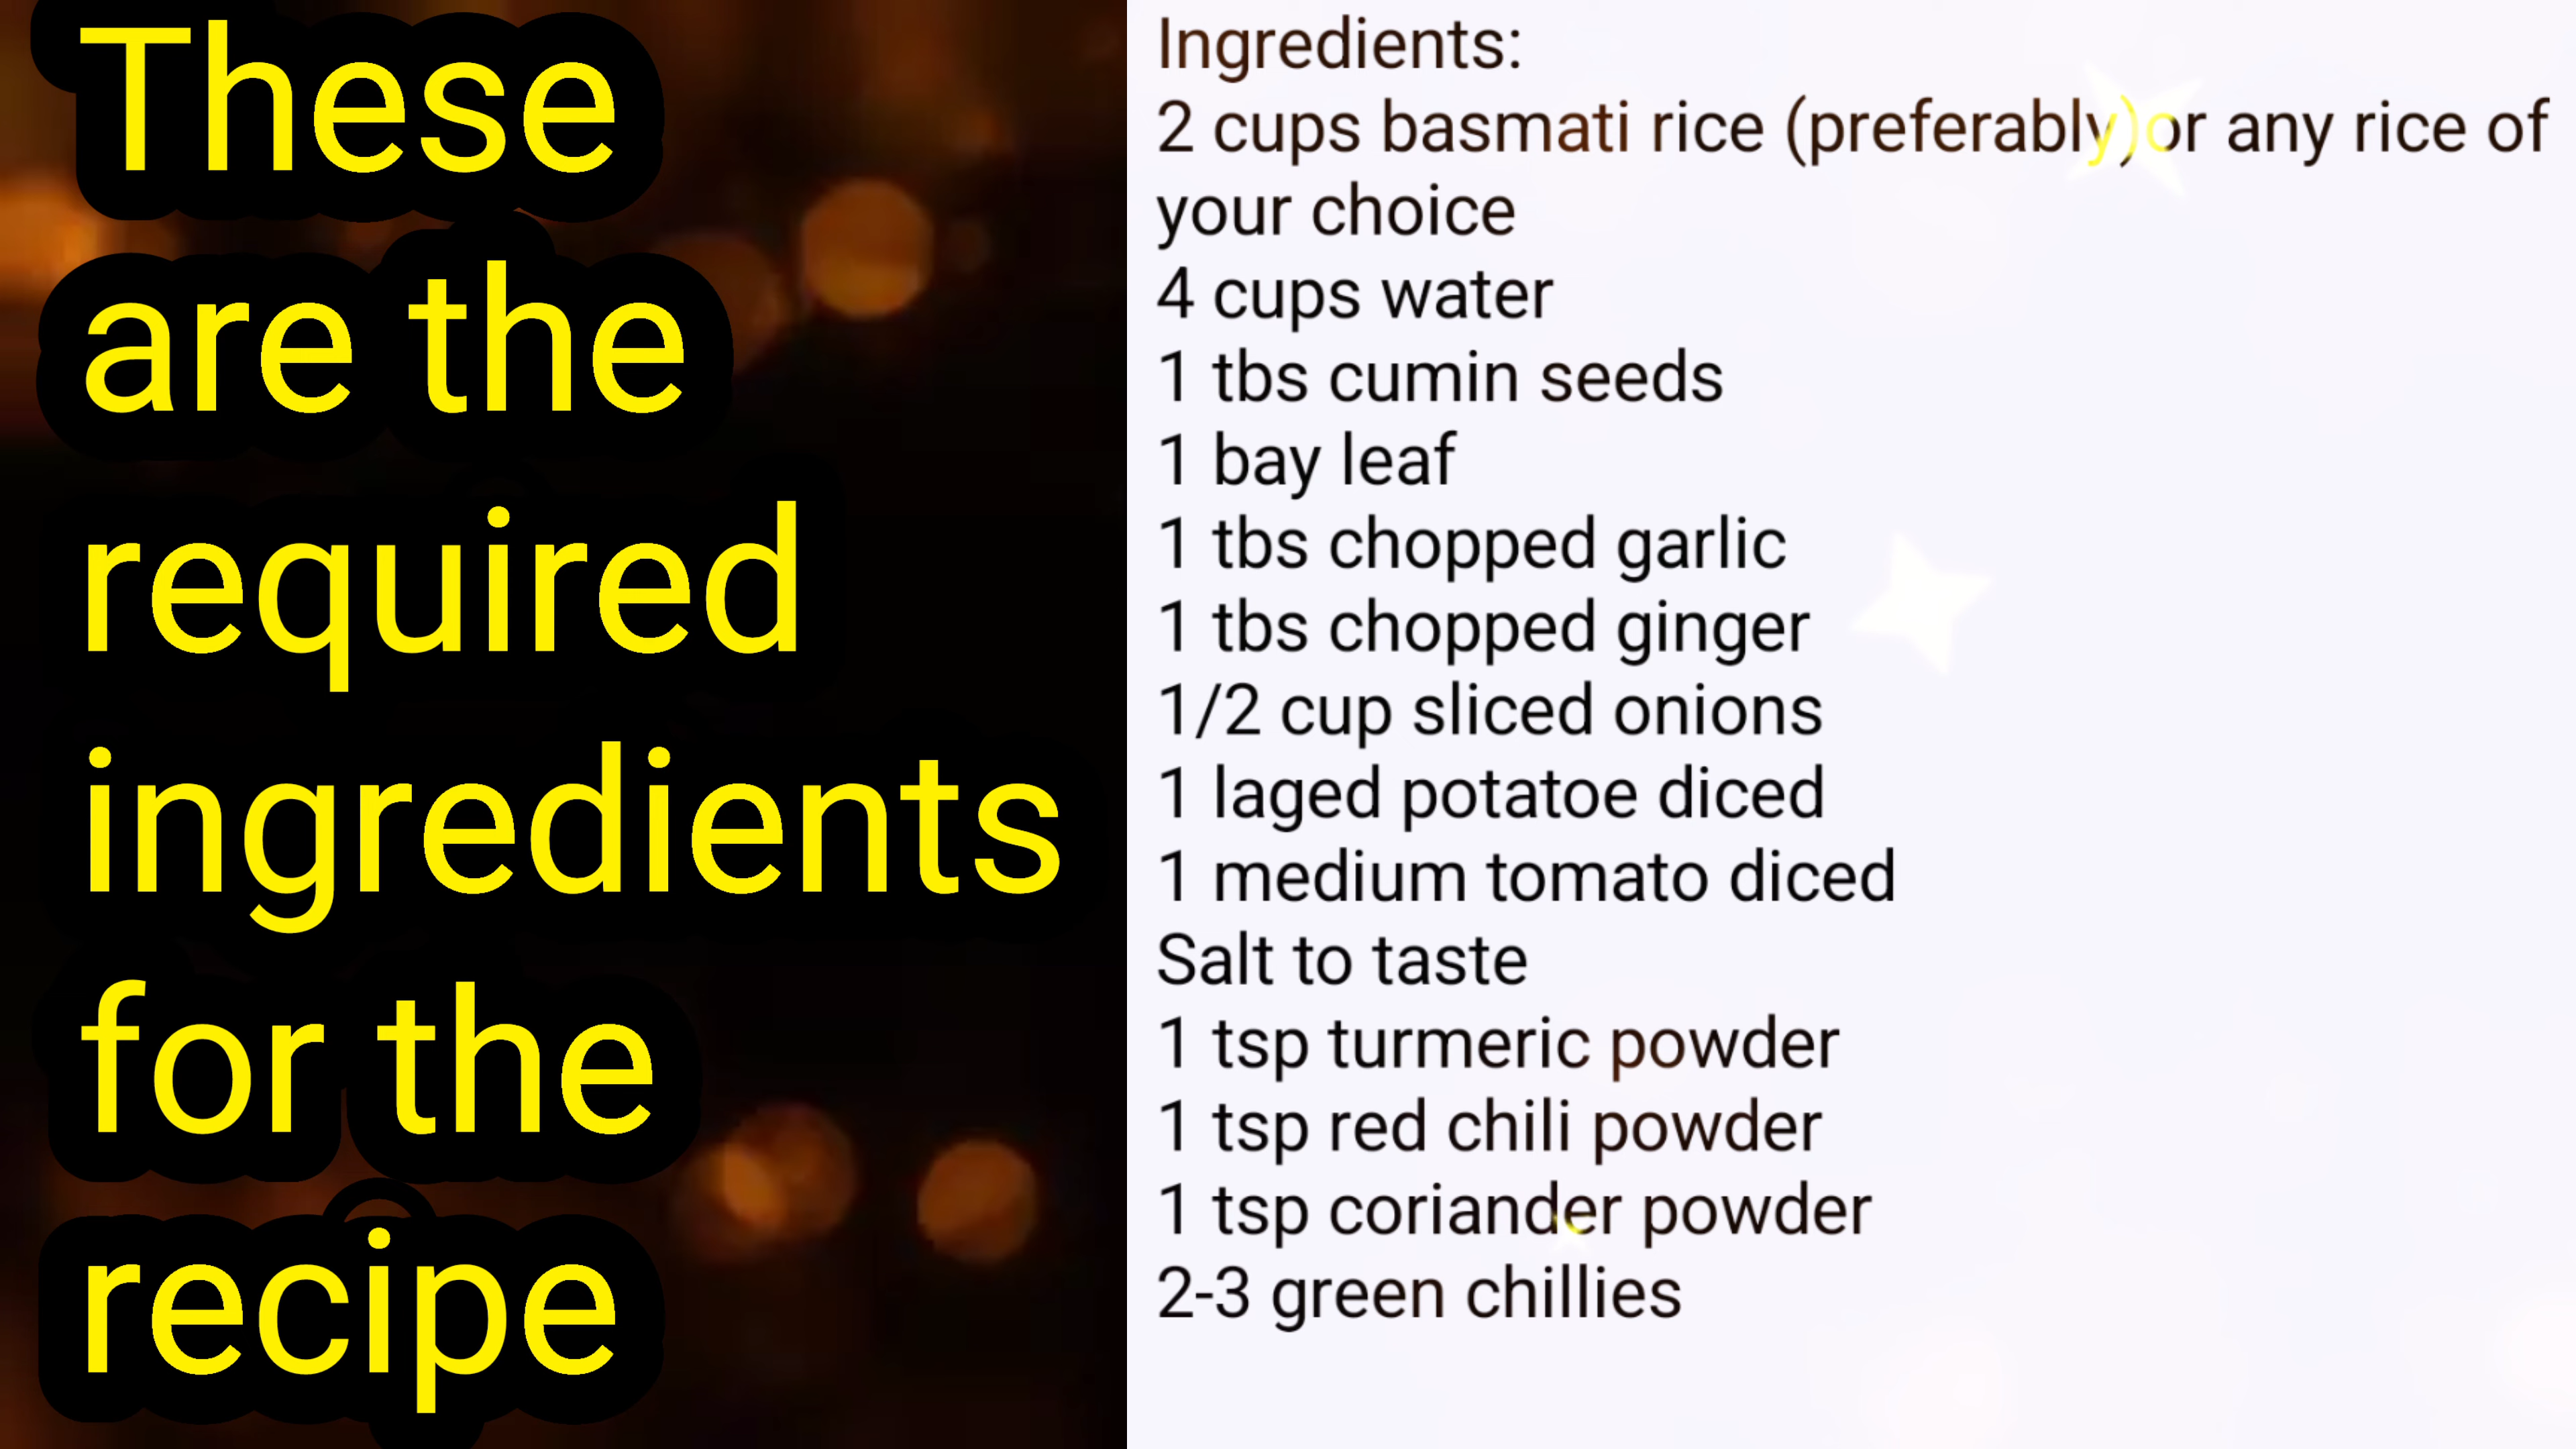 These
are the
required
ingredients
for the
recipe
Ingredients:
2 cups basmati rice (preferably)or any rice of
your choice
4 cups water
1 tbs cumin seeds
1 bay leaf
1 tbs chopped garlic
1 tbs chopped ginger
1/2 cup sliced onions
1 laged potatoe diced
1 medium tomato diced
Salt to taste
1 tsp turmeric powder
1 tsp red chili powder
1 tsp coriander powder
2-3 green chillies